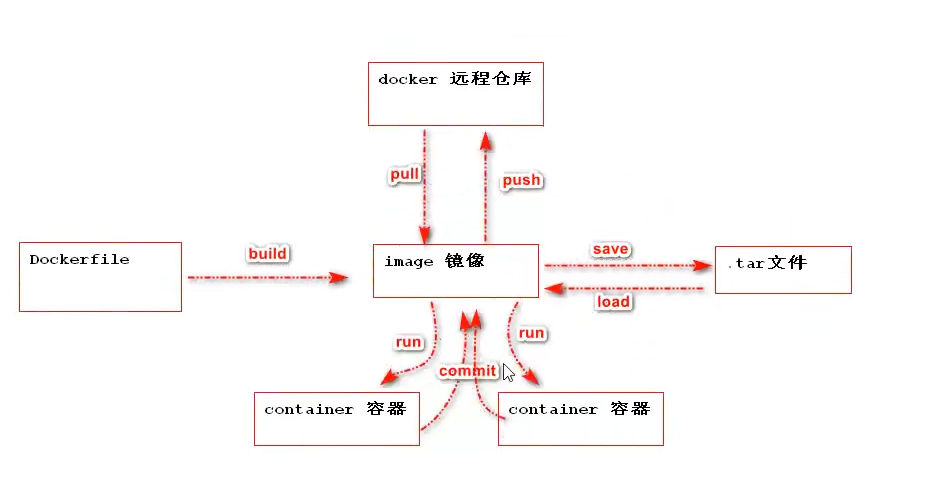 docker 远程仓库
pull
push
Dockerfile
build
image 镜像
save
load
.tar文件
run
run
commit
container 容器
container 容器